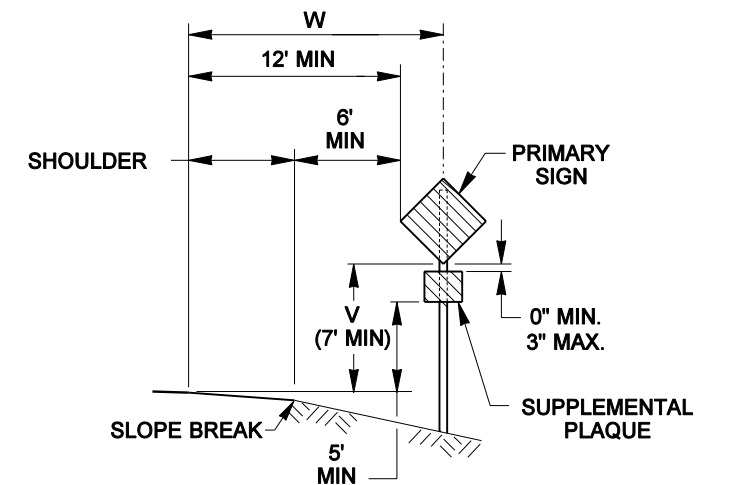 W
12' MIN
6'
MIN
SHOULDER
PRIMARY
SIGN
V
(7' MIN)
0" MIN.
3" MAX.
SLOPE BREAK
SUPPLEMENTAL
PLAQUE
5'
MIN